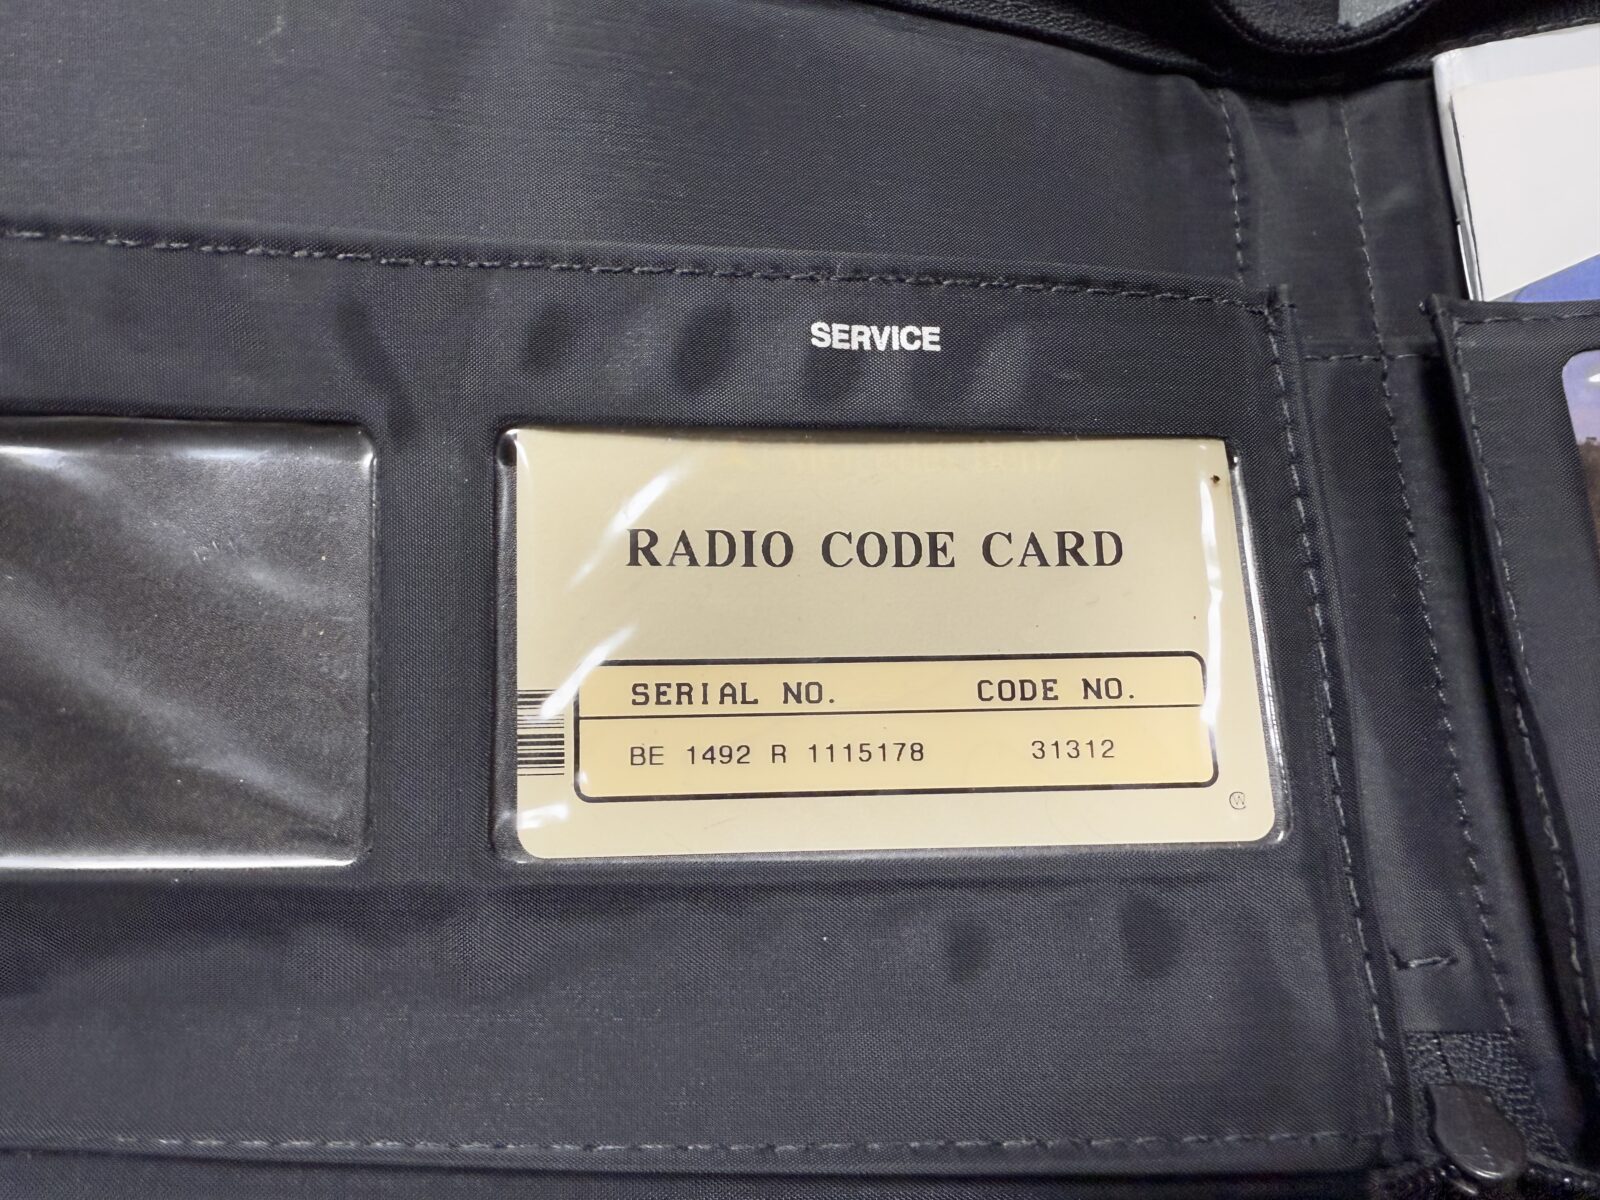 SERVICE
RADIO CODE CARD
SERIAL NO. CODE NO.
BE 1492 R 1115178 31312